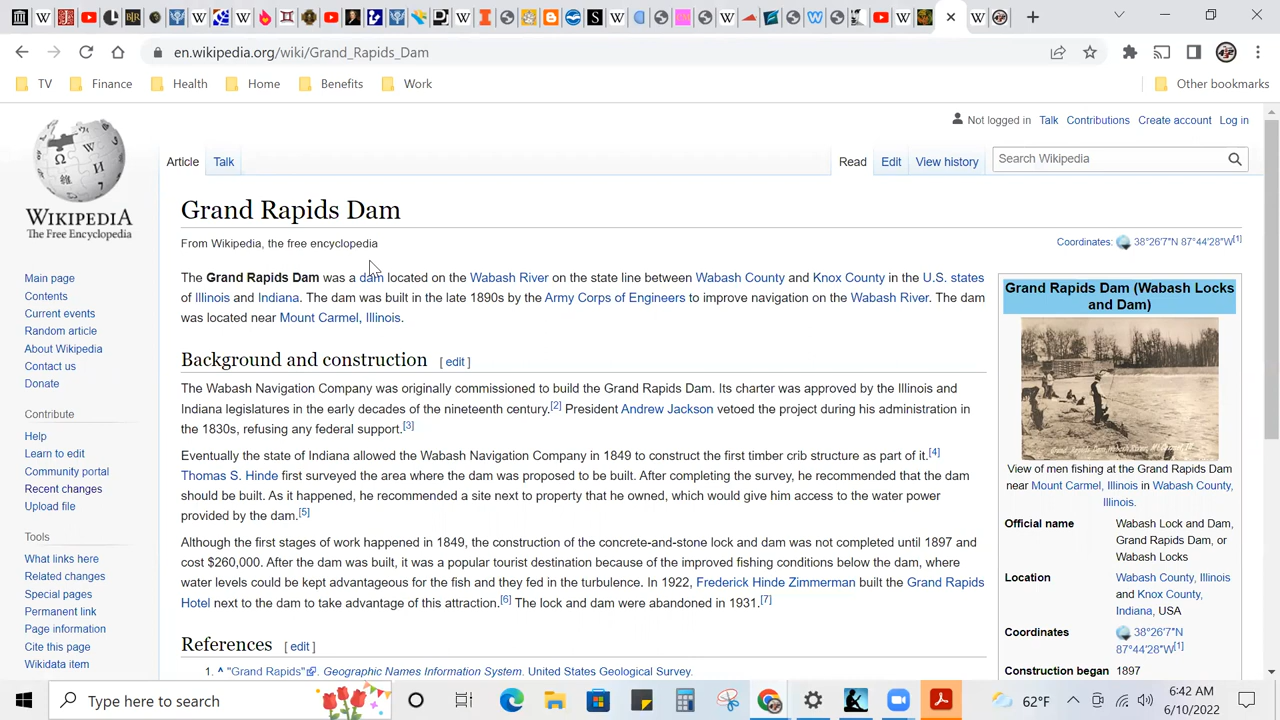 en.wikipedia.org/wiki/Grand_Rapids_Dam
TV
Finance
Health
Home
Benefits
Work
Other bookmarks
Not logged in
Talk
Contributions
Create account
Log in
WIKIPEDIA
The Free Encyclopedia
Article
Talk
Read
Edit
View history
Search Wikipedia
Main page
Contents
Current events
Random article
About Wikipedia
Contact us
Donate
Contribute
Help
Learn to edit
Community portal
Recent changes
Upload file
Tools
What links here
Related changes
Special pages
Permanent link
Page information
Cite this page
Wikidata item
Grand Rapids Dam
From Wikipedia, the free encyclopedia
Coordinates: 38°26′7″N 87°44′28″W[1]
The Grand Rapids Dam was a dam located on the Wabash River on the state line between Wabash County and Knox County in the U.S. states
of Illinois and Indiana. The dam was built in the late 1890s by the Army Corps of Engineers to improve navigation on the Wabash River. The dam
was located near Mount Carmel, Illinois.
Background and construction [ edit ]
The Wabash Navigation Company was originally commissioned to build the Grand Rapids Dam. Its charter was approved by the Illinois and
Indiana legislatures in the early decades of the nineteenth century.[2] President Andrew Jackson vetoed the project during his administration in
the 1830s, refusing any federal support.[3]
Eventually the state of Indiana allowed the Wabash Navigation Company in 1849 to construct the first timber crib structure as part of it.[4]
Thomas S. Hinde first surveyed the area where the dam was proposed to be built. After completing the survey, he recommended that the dam
should be built. As it happened, he recommended a site next to property that he owned, which would give him access to the water power
provided by the dam.[5]
Although the first stages of work happened in 1849, the construction of the concrete-and-stone lock and dam was not completed until 1897 and
cost $260,000. After the dam was built, it was a popular tourist destination because of the improved fishing conditions below the dam, where
water levels could be kept advantageous for the fish and they fed in the turbulence. In 1922, Frederick Hinde Zimmerman built the Grand Rapids
Hotel next to the dam to take advantage of this attraction.[6] The lock and dam were abandoned in 1931.[7]
References [ edit ]
1. ^ "Grand Rapids". Geographic Names Information System. United States Geological Survey.
Grand Rapids Dam (Wabash Locks
and Dam)
View of men fishing at the Grand Rapids Dam
near Mount Carmel, Illinois in Wabash County,
Illinois.
Official name
Wabash Lock and Dam,
Grand Rapids Dam, or
Wabash Locks
Location
Wabash County, Illinois
and Knox County,
Indiana, USA
Coordinates
38°26′7″N
87°44′28″W[1]
Construction began 1897
Type here to search
62°F
6:42 AM
6/10/2022